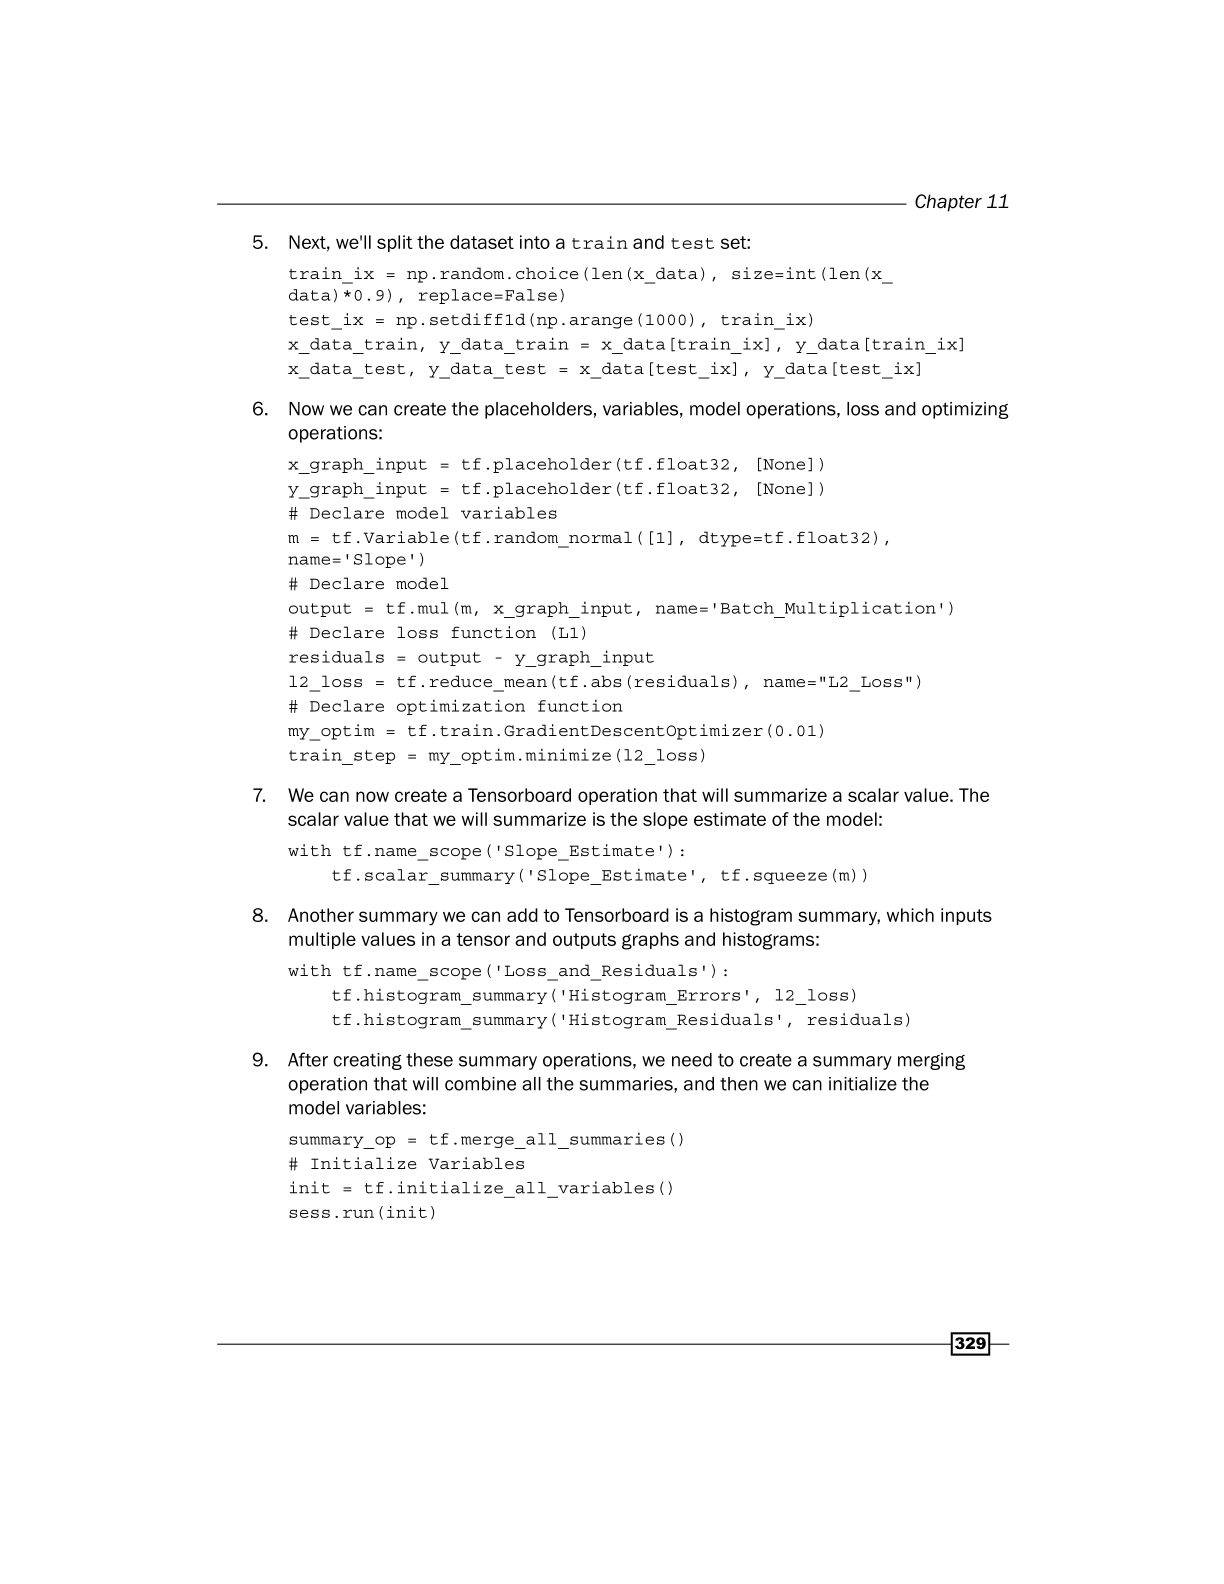 Chapter 11
5. Next, we'll split the dataset into a train and test set:
train_ix = np.random.choice(len(x_data), size=int(len(x_
data)*0.9), replace=False)
test_ix = np.setdiff1d(np.arange(1000), train_ix)
x_data_train, y_data_train = x_data[train_ix], y_data[train_ix]
x_data_test, y_data_test = x_data[test_ix], y_data[test_ix]
6. Now we can create the placeholders, variables, model operations, loss and optimizing
operations:
x_graph_input = tf.placeholder(tf.float32, [None])
y_graph_input = tf.placeholder(tf.float32, [None])
# Declare model variables
m = tf.Variable(tf.random_normal([1], dtype=tf.float32),
name='Slope')
# Declare model
output = tf.mul(m, x_graph_input, name='Batch_Multiplication')
# Declare loss function (L1)
residuals = output - y_graph_input
l2_loss = tf.reduce_mean(tf.abs(residuals), name="L2_Loss")
# Declare optimization function
my_optim = tf.train.GradientDescentOptimizer(0.01)
train_step = my_optim.minimize(l2_loss)
7. We can now create a Tensorboard operation that will summarize a scalar value. The
scalar value that we will summarize is the slope estimate of the model:
with tf.name_scope('Slope_Estimate'):
    tf.scalar_summary('Slope_Estimate', tf.squeeze(m))
8. Another summary we can add to Tensorboard is a histogram summary, which inputs
multiple values in a tensor and outputs graphs and histograms:
with tf.name_scope('Loss_and_Residuals'):
    tf.histogram_summary('Histogram_Errors', l2_loss)
    tf.histogram_summary('Histogram_Residuals', residuals)
9. After creating these summary operations, we need to create a summary merging
operation that will combine all the summaries, and then we can initialize the
model variables:
summary_op = tf.merge_all_summaries()
# Initialize Variables
init = tf.initialize_all_variables()
sess.run(init)
329